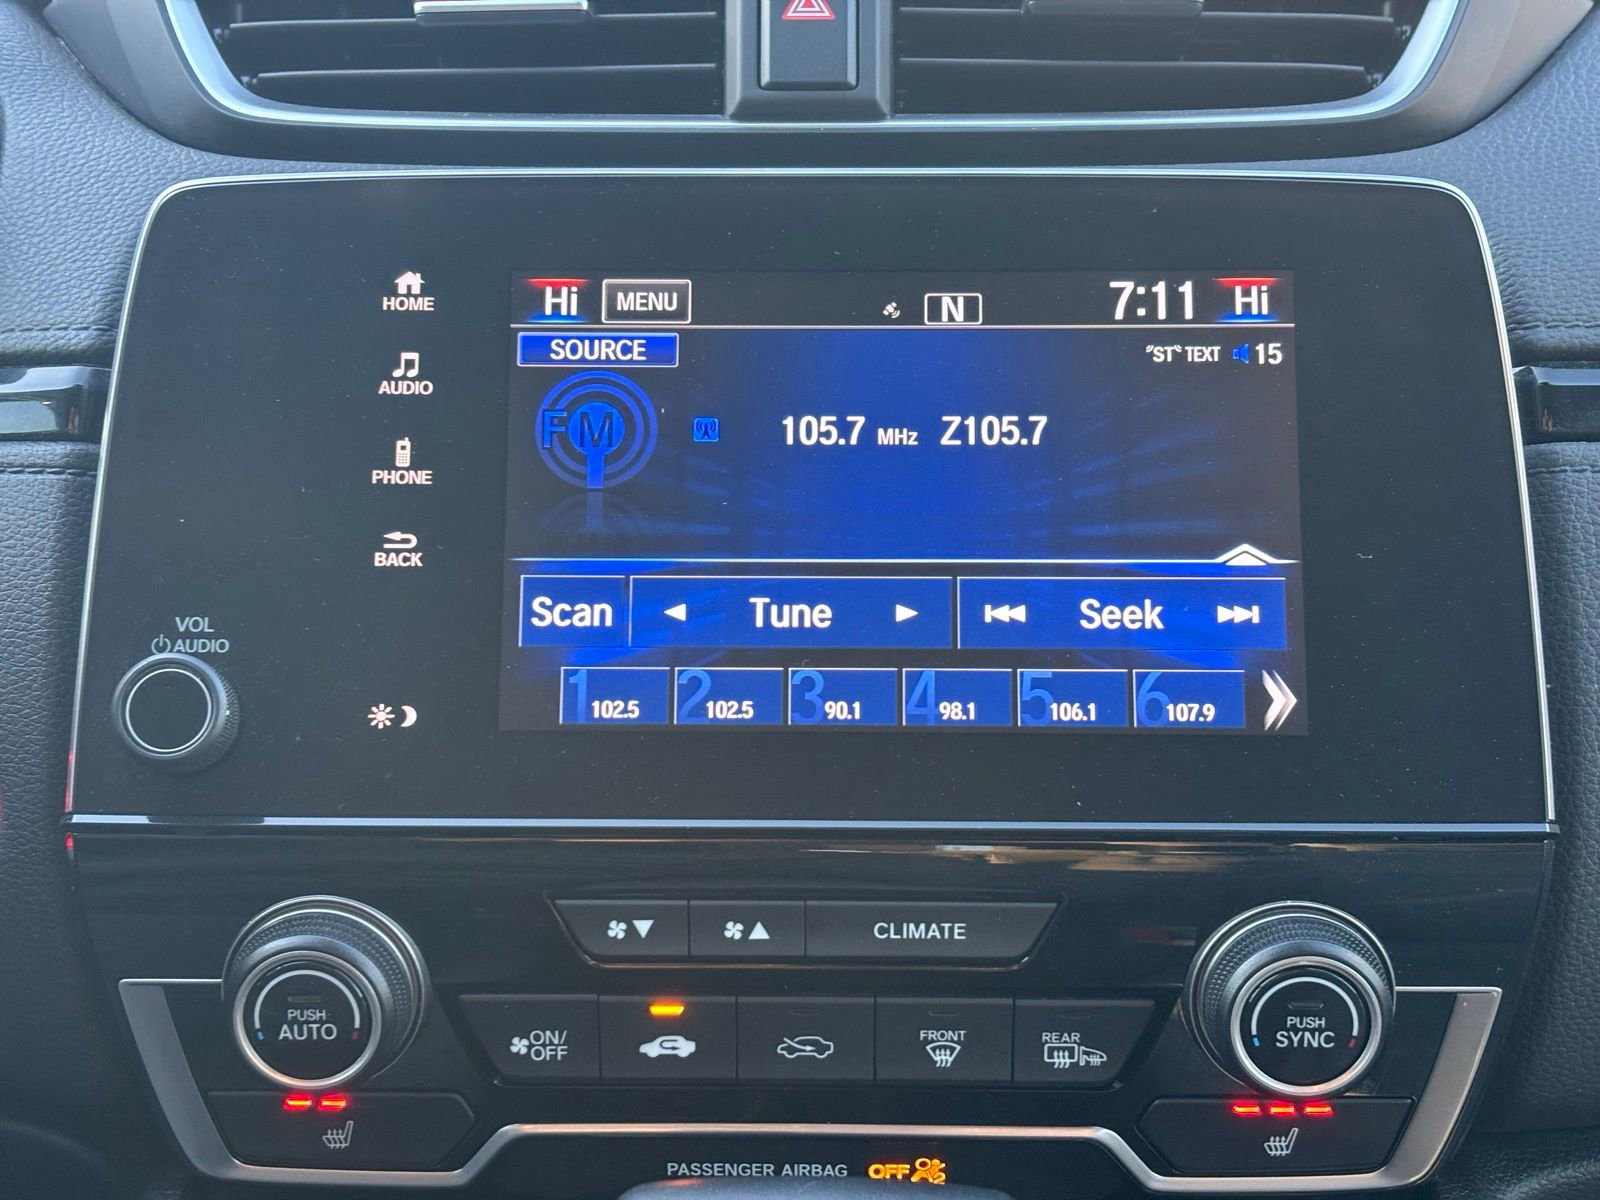 Hi MENU N 7:11 Hi
SOURCE "ST" TEXT 15
FM 105.7 MHz Z105.7
Scan Tune Seek
1 102.5 2 102.5 3 90.1 4 98.1 5 106.1 6 107.9
HOME
AUDIO
PHONE
BACK
VOL
AUDIO
CLIMATE
PUSH
AUTO
ON/
OFF
FRONT
REAR
PUSH
SYNC
PASSENGER AIRBAG OFF 2